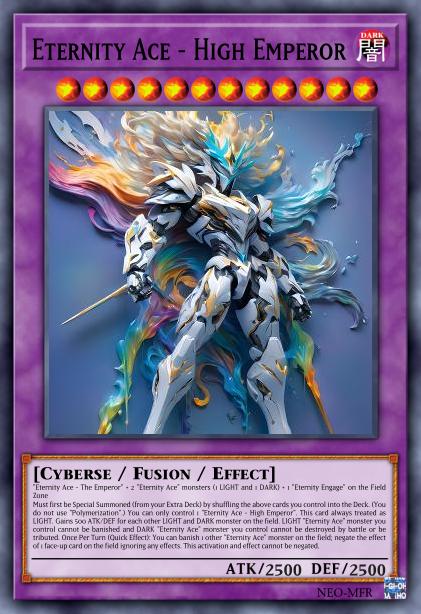 Eternity Ace - High Emperor
DARK
闇
[Cyberse / Fusion / Effect]
"Eternity Ace - The Emperor" + 2 "Eternity Ace" monsters (1 LIGHT and 1 DARK) + 1 "Eternity Engage" on the Field
Zone
Must first be Special Summoned (from your Extra Deck) by shuffling the above cards you control into the Deck. (You
do not use "Polymerization".) You can only control 1 "Eternity Ace - High Emperor". This card always treated as
LIGHT. Gains 500 ATK/DEF for each other LIGHT and DARK monster on the field. LIGHT "Eternity Ace" monster you
control cannot be banished and DARK "Eternity Ace" monster you control cannot be destroyed by battle or be
tributed. Once Per Turn (Quick Effect): You can banish 1 other "Eternity Ace" monster on the field; negate the effect
of 1 face-up card on the field ignoring any effects. This activation and effect cannot be negated.
ATK/2500 DEF/2500
NEO-MFR